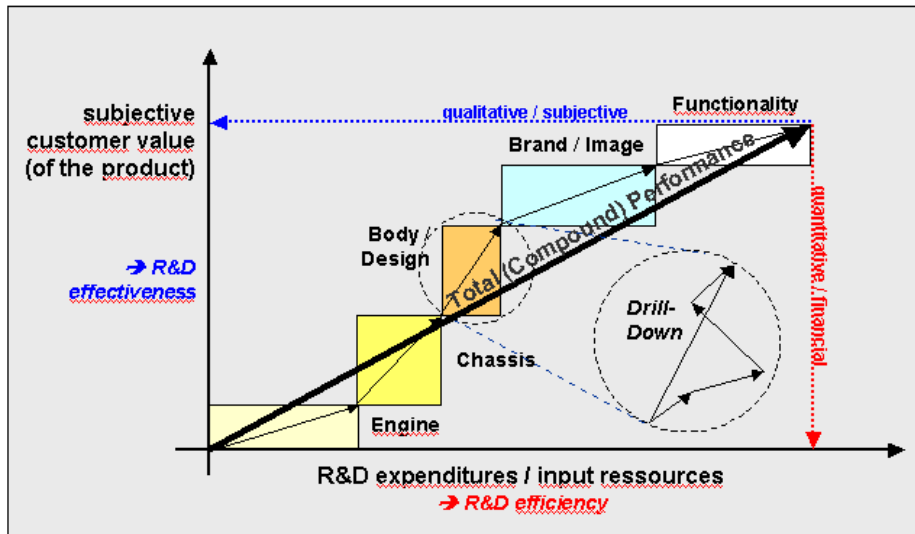 subjective
customer value
(of the product)
➔ R&D
effectiveness
qualitative / subjective
Functionality
Brand / Image
Body /
Design
Total (Compound) Performance
quantitative / financial
Drill-
Down
Chassis
Engine
R&D expenditures / input ressources
➔ R&D efficiency